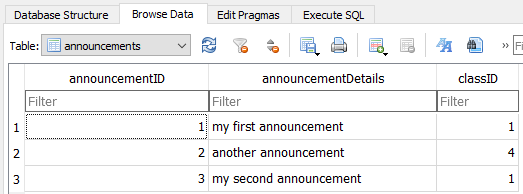 Database Structure Browse Data Edit Pragmas Execute SQL
Table: announcements »
announcementID announcementDetails classID
Filter Filter Filter
1 1 my first announcement 1
2 2 another announcement 4
3 3 my second announcement 1